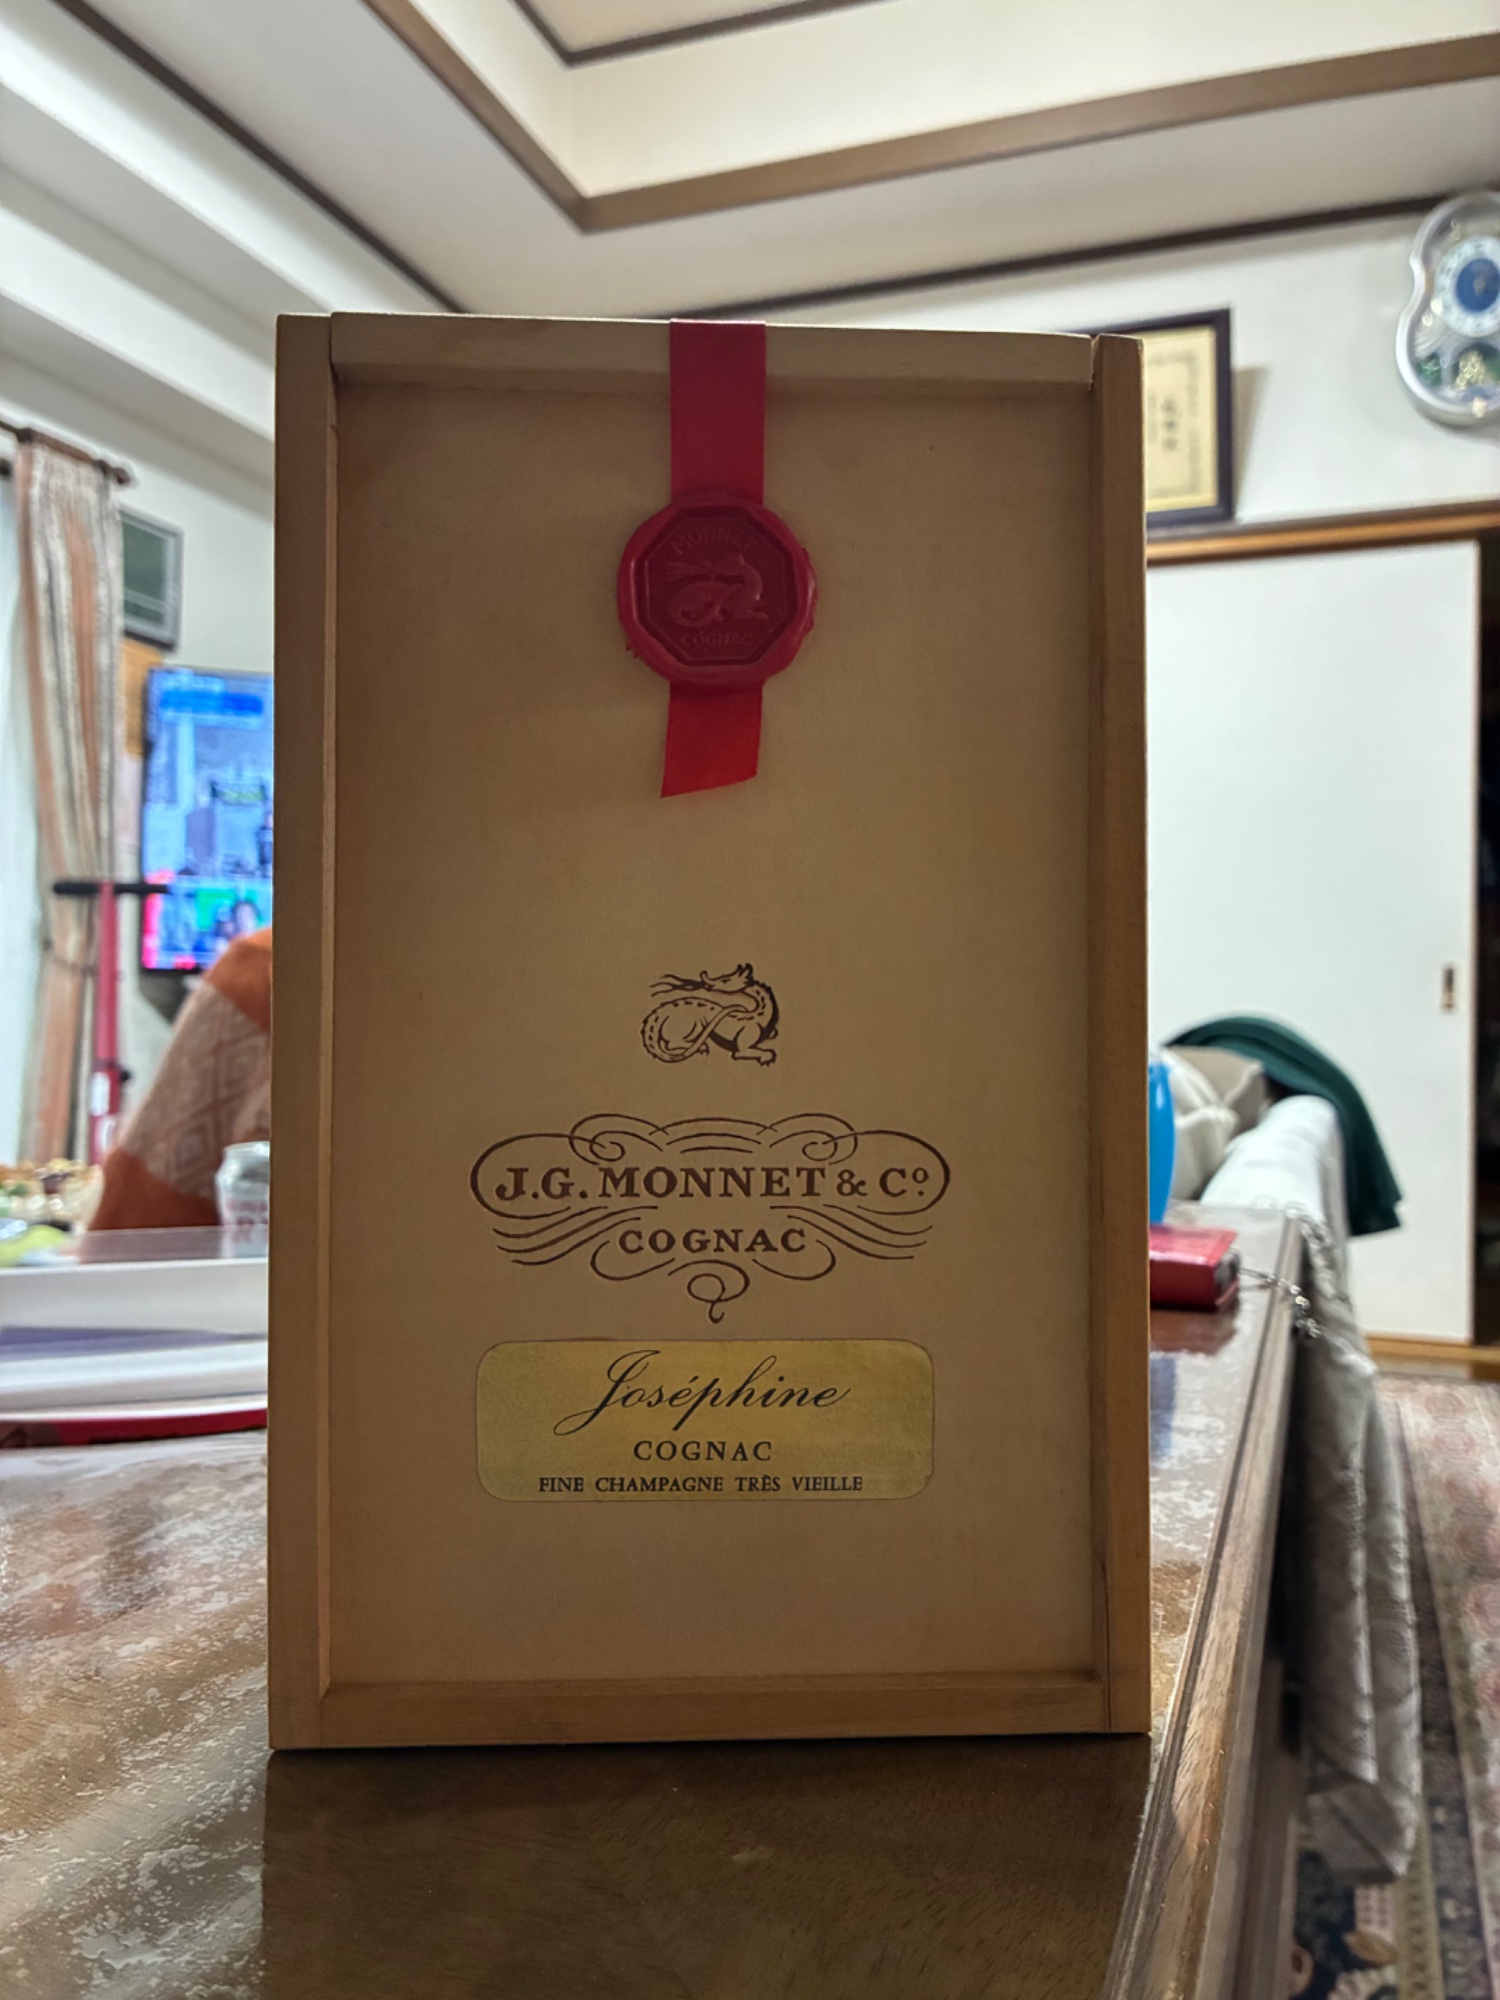 MONNET
COGNAC
J.G. MONNET & Cº
COGNAC
Joséphine
COGNAC
FINE CHAMPAGNE TRÈS VIEILLE